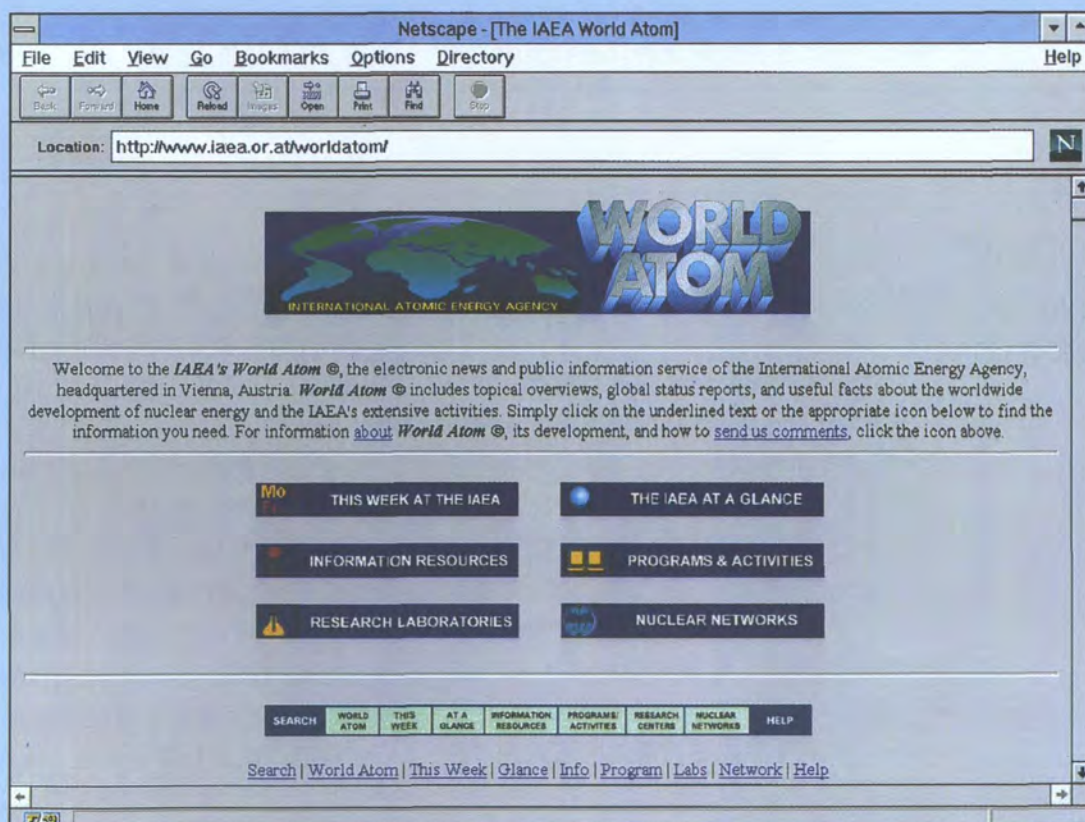 Netscape - [The IAEA World Atom]
File Edit View Go Bookmarks Options Directory Help
Back Forward Home Reload Images Open Print Find Stop
Location: http://www.iaea.or.at/worldatom/
N
WORLD
ATOM
INTERNATIONAL ATOMIC ENERGY AGENCY
Welcome to the IAEA's World Atom ©, the electronic news and public information service of the International Atomic Energy Agency,
headquartered in Vienna, Austria. World Atom © includes topical overviews, global status reports, and useful facts about the worldwide
development of nuclear energy and the IAEA's extensive activities. Simply click on the underlined text or the appropriate icon below to find the
information you need. For information about World Atom ©, its development, and how to send us comments, click the icon above.
Mo
Fr
THIS WEEK AT THE IAEA
THE IAEA AT A GLANCE
INFORMATION RESOURCES
PROGRAMS & ACTIVITIES
RESEARCH LABORATORIES
NUCLEAR NETWORKS
SEARCH WORLD ATOM THIS WEEK AT A GLANCE INFORMATION RESOURCES PROGRAMS/ ACTIVITIES RESEARCH CENTERS NUCLEAR NETWORKS HELP
Search | World Atom | This Week | Glance | Info | Program | Labs | Network | Help